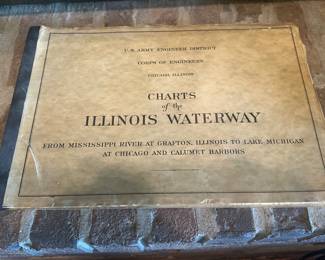 U.S. ARMY ENGINEER DISTRICT
CORPS OF ENGINEERS
CHICAGO, ILLINOIS
CHARTS
of the
ILLINOIS WATERWAY
FROM MISSISSIPPI RIVER AT GRAFTON, ILLINOIS TO LAKE MICHIGAN
AT CHICAGO AND CALUMET HARBORS